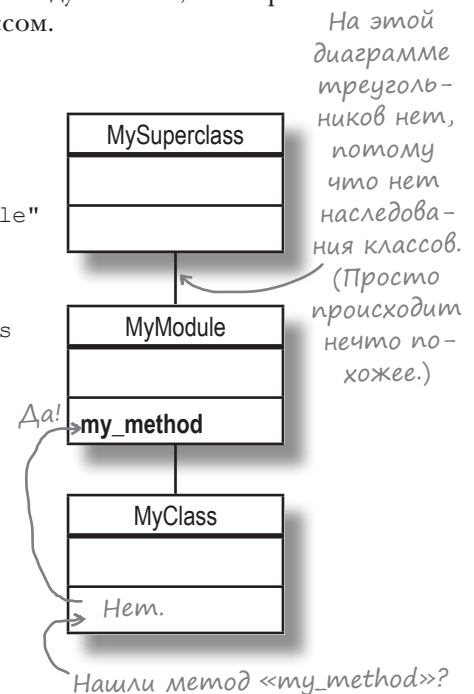 ссом.
На этой
диаграмме
треуголь-
ников нет,
потому
что нет
наследова-
ния классов.
(Просто
происходит
нечто по-
хожее.)
MySuperclass
le"
s
MyModule
Да!
my_method
MyClass
Нет.
Нашли метод «my_method»?